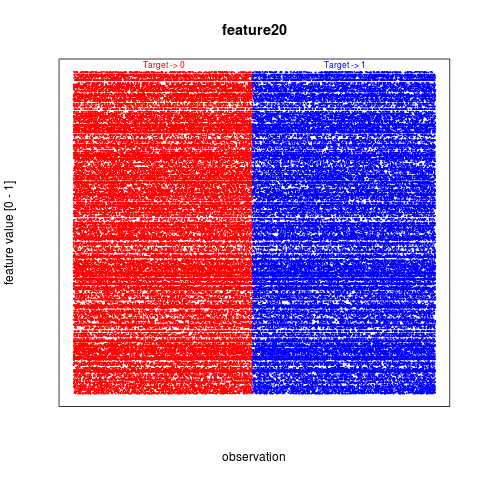 feature20
Target -> 0
Target -> 1
feature value [0 - 1]
observation